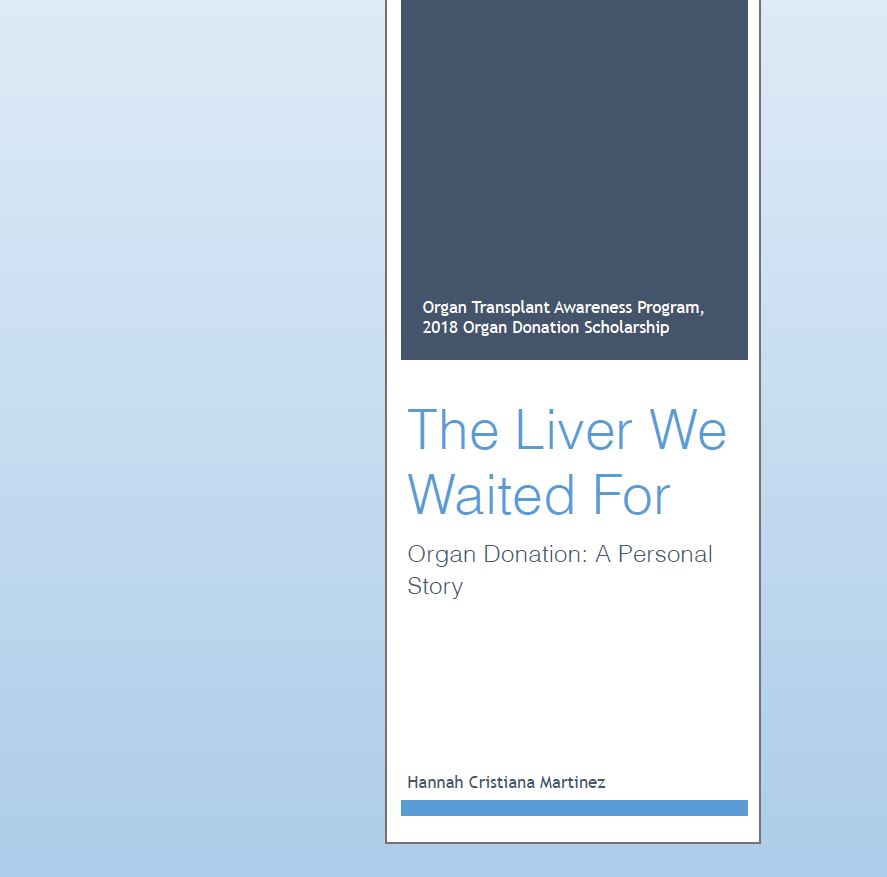 Organ Transplant Awareness Program,
2018 Organ Donation Scholarship
The Liver We
Waited For
Organ Donation: A Personal
Story
Hannah Cristiana Martinez